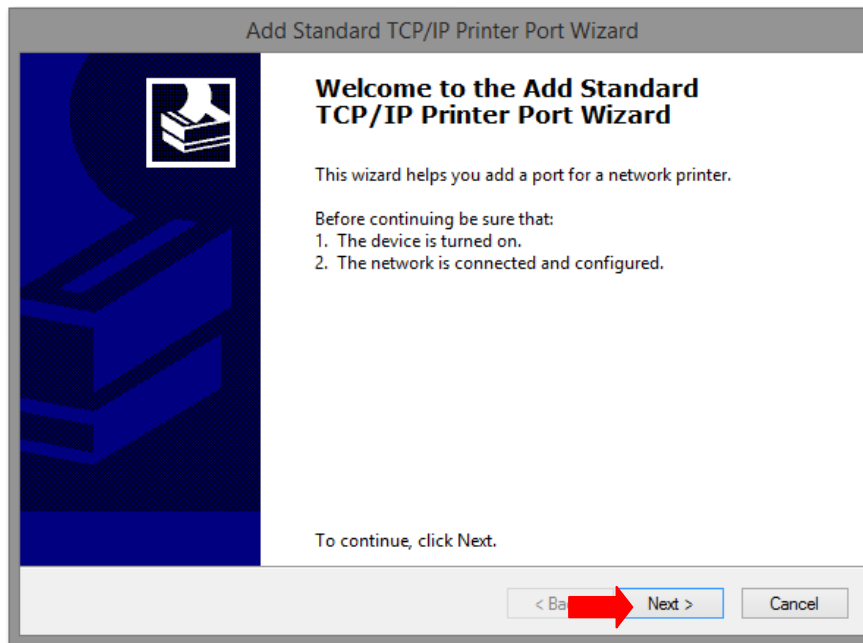 Add Standard TCP/IP Printer Port Wizard
Welcome to the Add Standard
TCP/IP Printer Port Wizard
This wizard helps you add a port for a network printer.
Before continuing be sure that:
1. The device is turned on.
2. The network is connected and configured.
To continue, click Next.
< Ba Next > Cancel